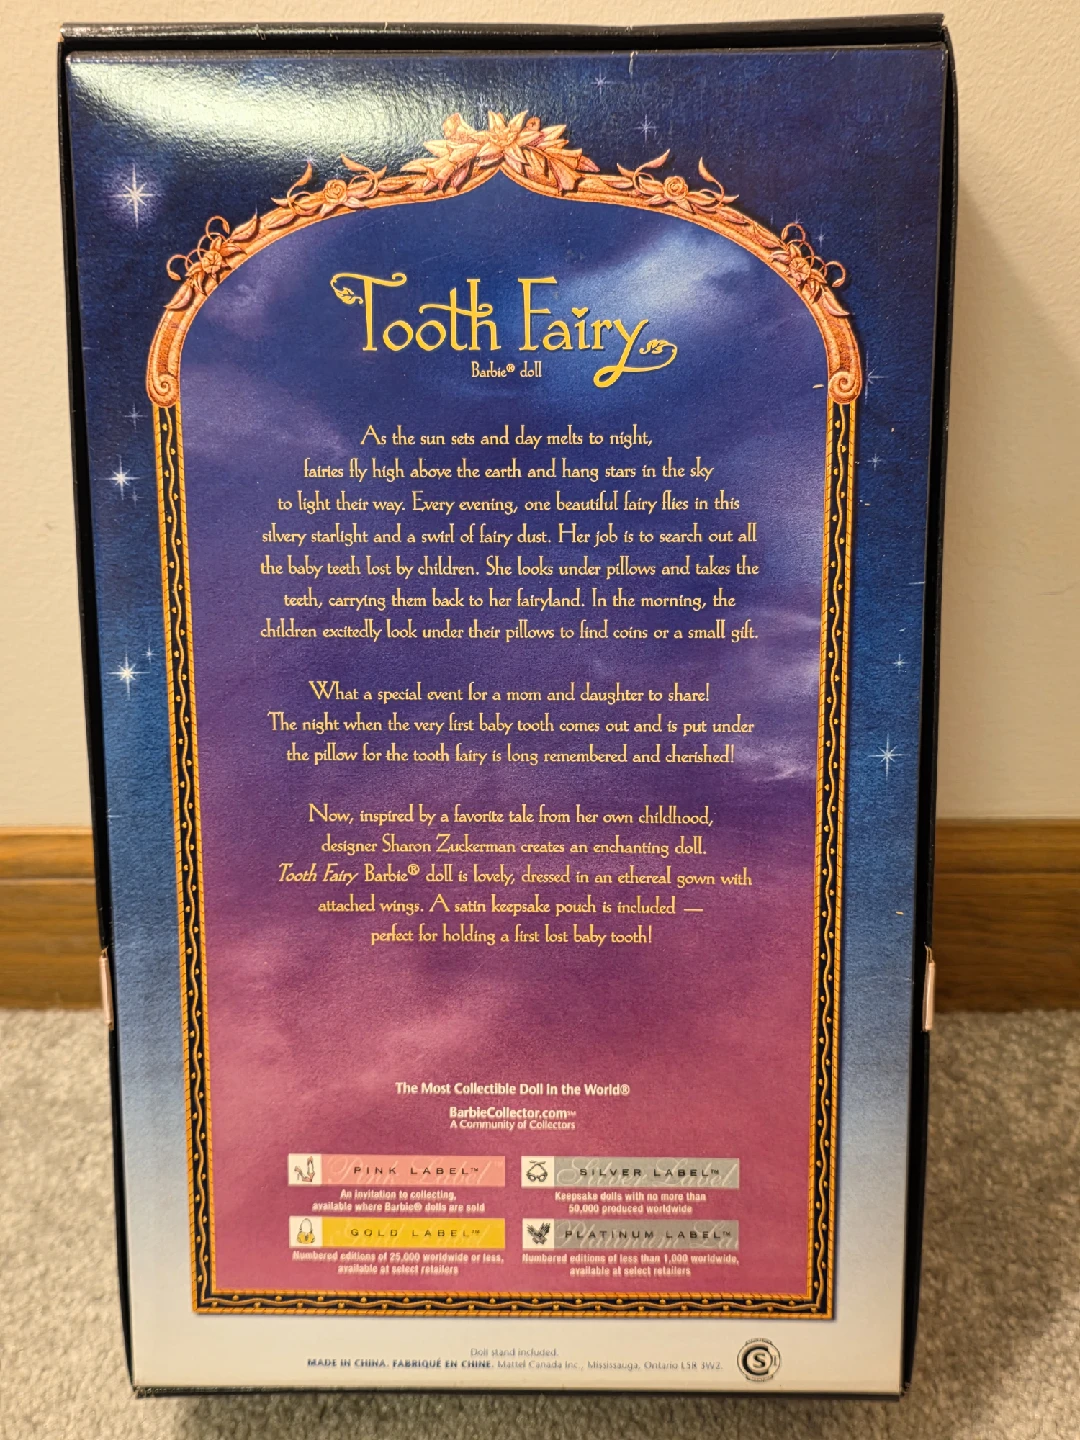 Tooth Fairy
Barbie® doll
As the sun sets and day melts to night,
fairies fly high above the earth and hang stars in the sky
to light their way. Every evening, one beautiful fairy flies in this
silvery starlight and a swirl of fairy dust. Her job is to search out all
the baby teeth lost by children. She looks under pillows and takes the
teeth, carrying them back to her fairyland. In the morning, the
children excitedly look under their pillows to find coins or a small gift.
What a special event for a mom and daughter to share!
The night when the very first baby tooth comes out and is put under
the pillow for the tooth fairy is long remembered and cherished!
Now, inspired by a favorite tale from her own childhood,
designer Sharon Zuckerman creates an enchanting doll.
Tooth Fairy Barbie® doll is lovely, dressed in an ethereal gown with
attached wings. A satin keepsake pouch is included —
perfect for holding a first lost baby tooth!
The Most Collectible Doll in the World®
BarbieCollector.com™
A Community of Collectors
PINK LABEL™
An invitation to collecting,
available where Barbie® dolls are sold
SILVER LABEL™
Keepsake dolls with no more than
50,000 produced worldwide
GOLD LABEL™
Numbered editions of 25,000 worldwide or less,
available at select retailers
PLATINUM LABEL™
Numbered editions of less than 1,000 worldwide,
available at select retailers
Doll stand included.
MADE IN CHINA. FABRIQUÉ EN CHINE. Mattel Canada Inc., Mississauga, Ontario L5R 3W2.